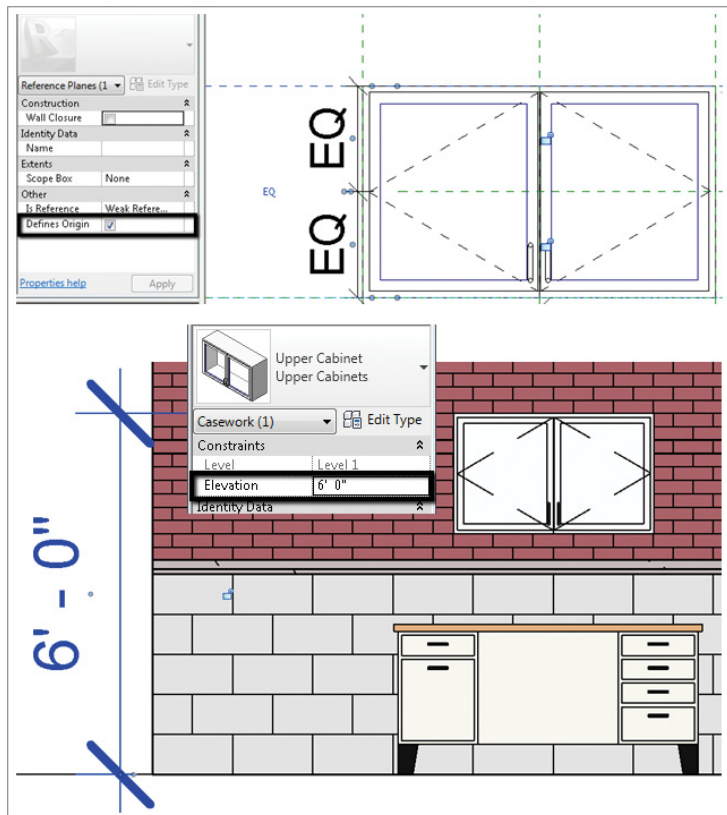 Reference Planes (1
Edit Type
Construction
Wall Closure
Identity Data
Name
Extents
Scope Box None
Other
Is Reference Weak Refere...
Defines Origin
Properties help
Apply
EQ
EQ
EQ
Upper Cabinet
Upper Cabinets
Casework (1)
Edit Type
Constraints
Level Level 1
Elevation 6' 0"
Identity Data
6' - 0"